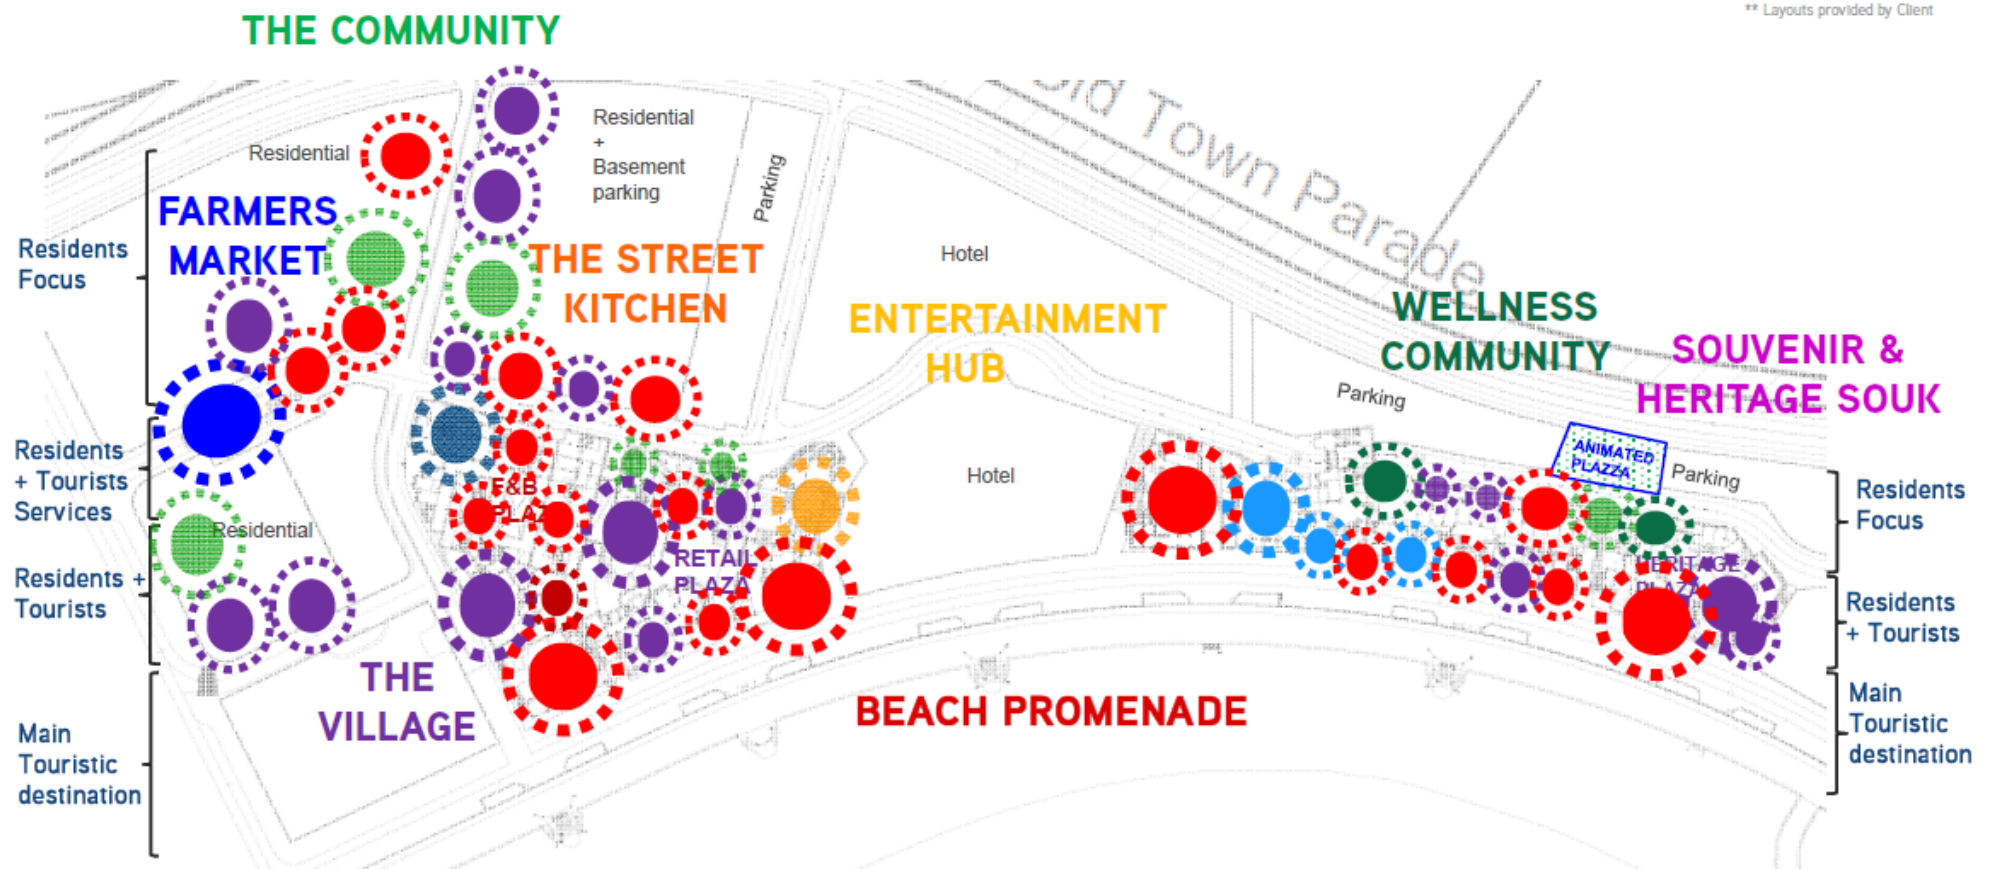 ** Layouts provided by Client
THE COMMUNITY
Old Town Parade
Residential
+
Basement
parking
Parking
Residential
FARMERS
MARKET
Residents
Focus
THE STREET
KITCHEN
Hotel
ENTERTAINMENT
HUB
WELLNESS
COMMUNITY
SOUVENIR &
HERITAGE SOUK
Parking
ANIMATED
PLAZZA
Parking
Residents
+ Tourists
Services
Hotel
F&B
PLAZ
Residential
RETAIL
PLAZA
HERITAGE
PLAZA
Residents
Focus
Residents +
Tourists
Residents
+ Tourists
THE
VILLAGE
BEACH PROMENADE
Main
Touristic
destination
Main
Touristic
destination